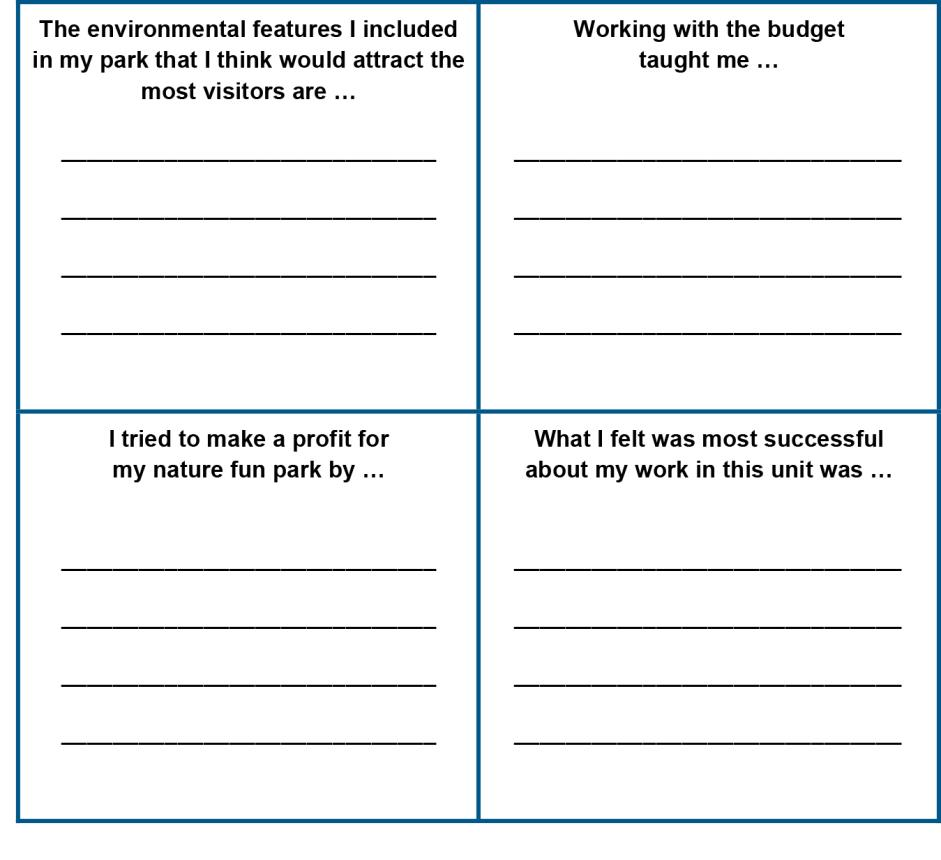 The environmental features I included
in my park that I think would attract the
most visitors are …
Working with the budget
taught me …
I tried to make a profit for
my nature fun park by …
What I felt was most successful
about my work in this unit was …